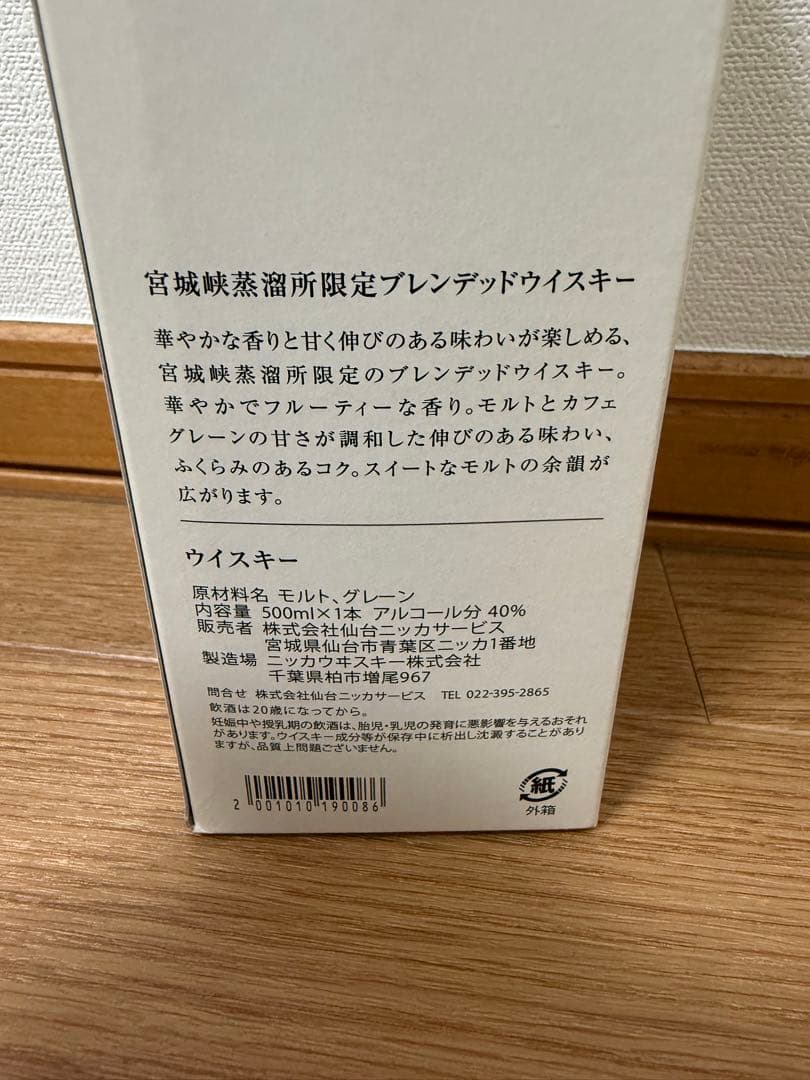 宮城峡蒸溜所限定ブレンデッドウイスキー
華やかな香りと甘く伸びのある味わいが楽しめる、
宮城峡蒸溜所限定のブレンデッドウイスキー。
華やかでフルーティーな香り。モルトとカフェ
グレーンの甘さが調和した伸びのある味わい、
ふくらみのあるコク。スイートなモルトの余韻が
広がります。
ウイスキー
原材料名 モルト、グレーン
内容量 500ml×1本 アルコール分 40%
販売者 株式会社仙台ニッカサービス
宮城県仙台市青葉区ニッカ1番地
製造場 ニッカウヰスキー株式会社
千葉県柏市増尾967
問合せ 株式会社仙台ニッカサービス TEL 022-395-2865
飲酒は20歳になってから。
妊娠中や授乳期の飲酒は、胎児・乳児の発育に悪影響を与えるおそれ
があります。ウイスキー成分等が保存中に析出し沈澱することがあり
ますが、品質上問題ございません。
2 001010 190086
紙
外箱